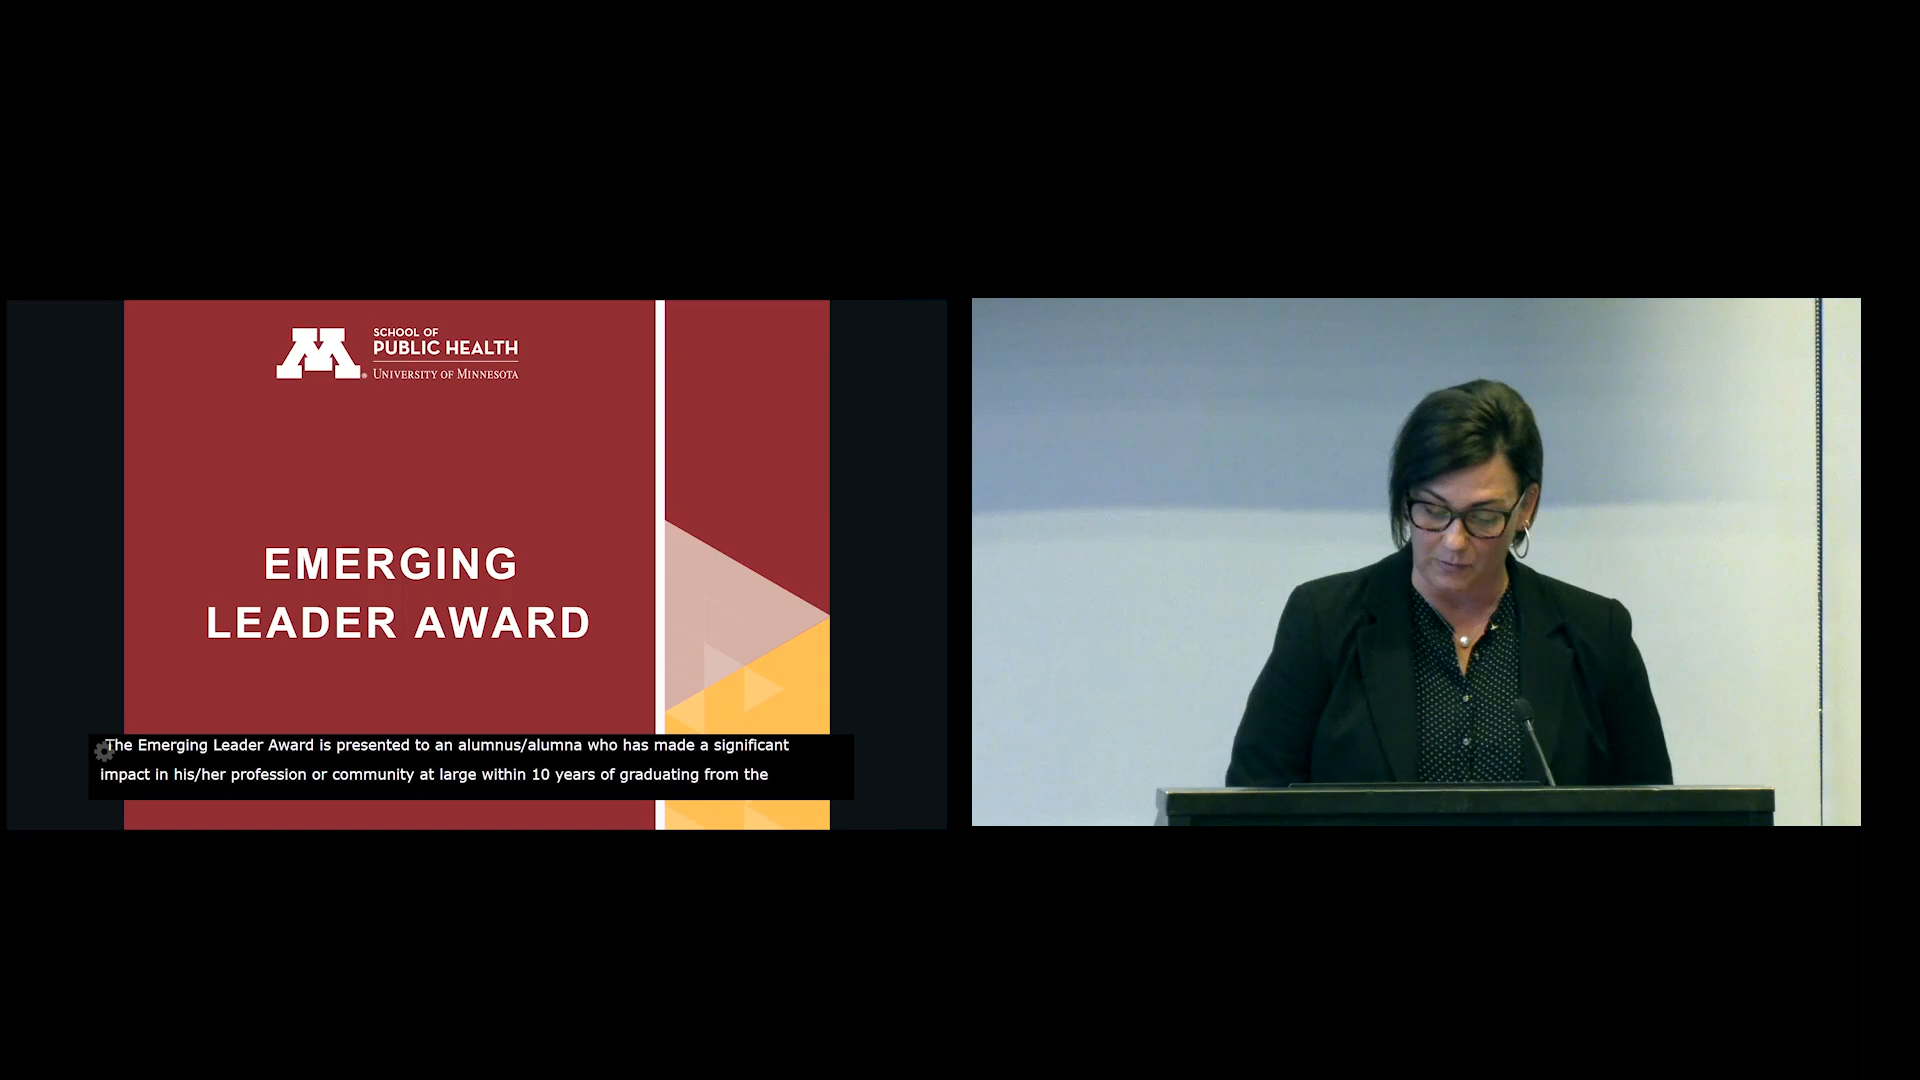 SCHOOL OF
PUBLIC HEALTH
UNIVERSITY OF MINNESOTA
EMERGING
LEADER AWARD
The Emerging Leader Award is presented to an alumnus/alumna who has made a significant
impact in his/her profession or community at large within 10 years of graduating from the